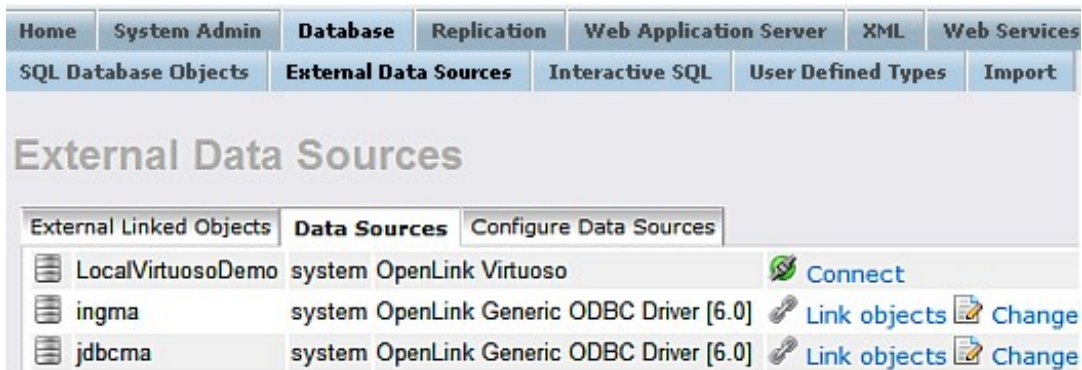 Home System Admin Database Replication Web Application Server XML Web Services
SQL Database Objects External Data Sources Interactive SQL User Defined Types Import
External Data Sources
External Linked Objects Data Sources Configure Data Sources
LocalVirtuosoDemo system OpenLink Virtuoso Connect
ingma system OpenLink Generic ODBC Driver [6.0] Link objects Change
jdbcma system OpenLink Generic ODBC Driver [6.0] Link objects Change